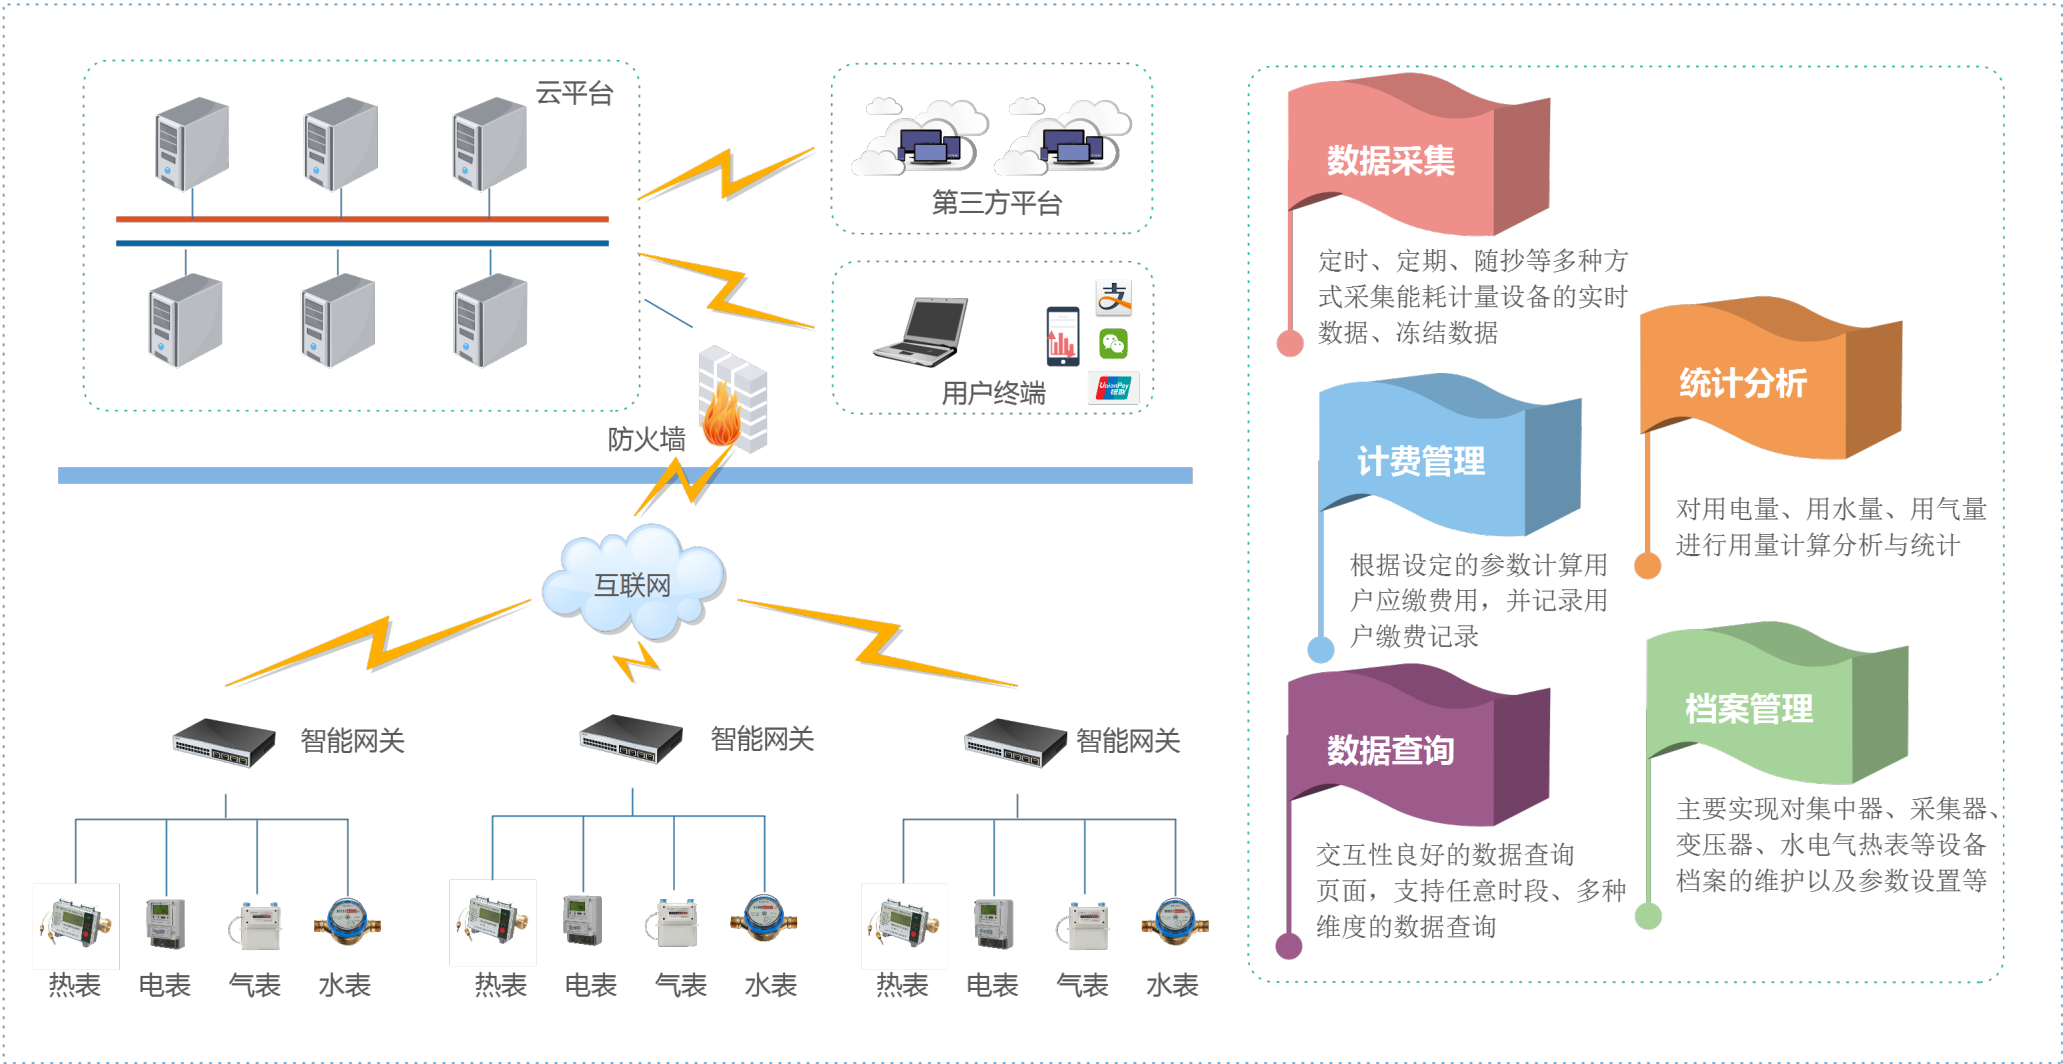 云平台
第三方平台
UnionPay
银联
用户终端
防火墙
互联网
智能网关
智能网关
智能网关
热表
电表
气表
水表
热表
电表
气表
水表
热表
电表
气表
水表
数据采集
定时、定期、随抄等多种方
式采集能耗计量设备的实时
数据、冻结数据
统计分析
对用电量、用水量、用气量
进行用量计算分析与统计
计费管理
根据设定的参数计算用
户应缴费用，并记录用
户缴费记录
档案管理
主要实现对集中器、采集器、
变压器、水电气热表等设备
档案的维护以及参数设置等
数据查询
交互性良好的数据查询
页面，支持任意时段、多种
维度的数据查询